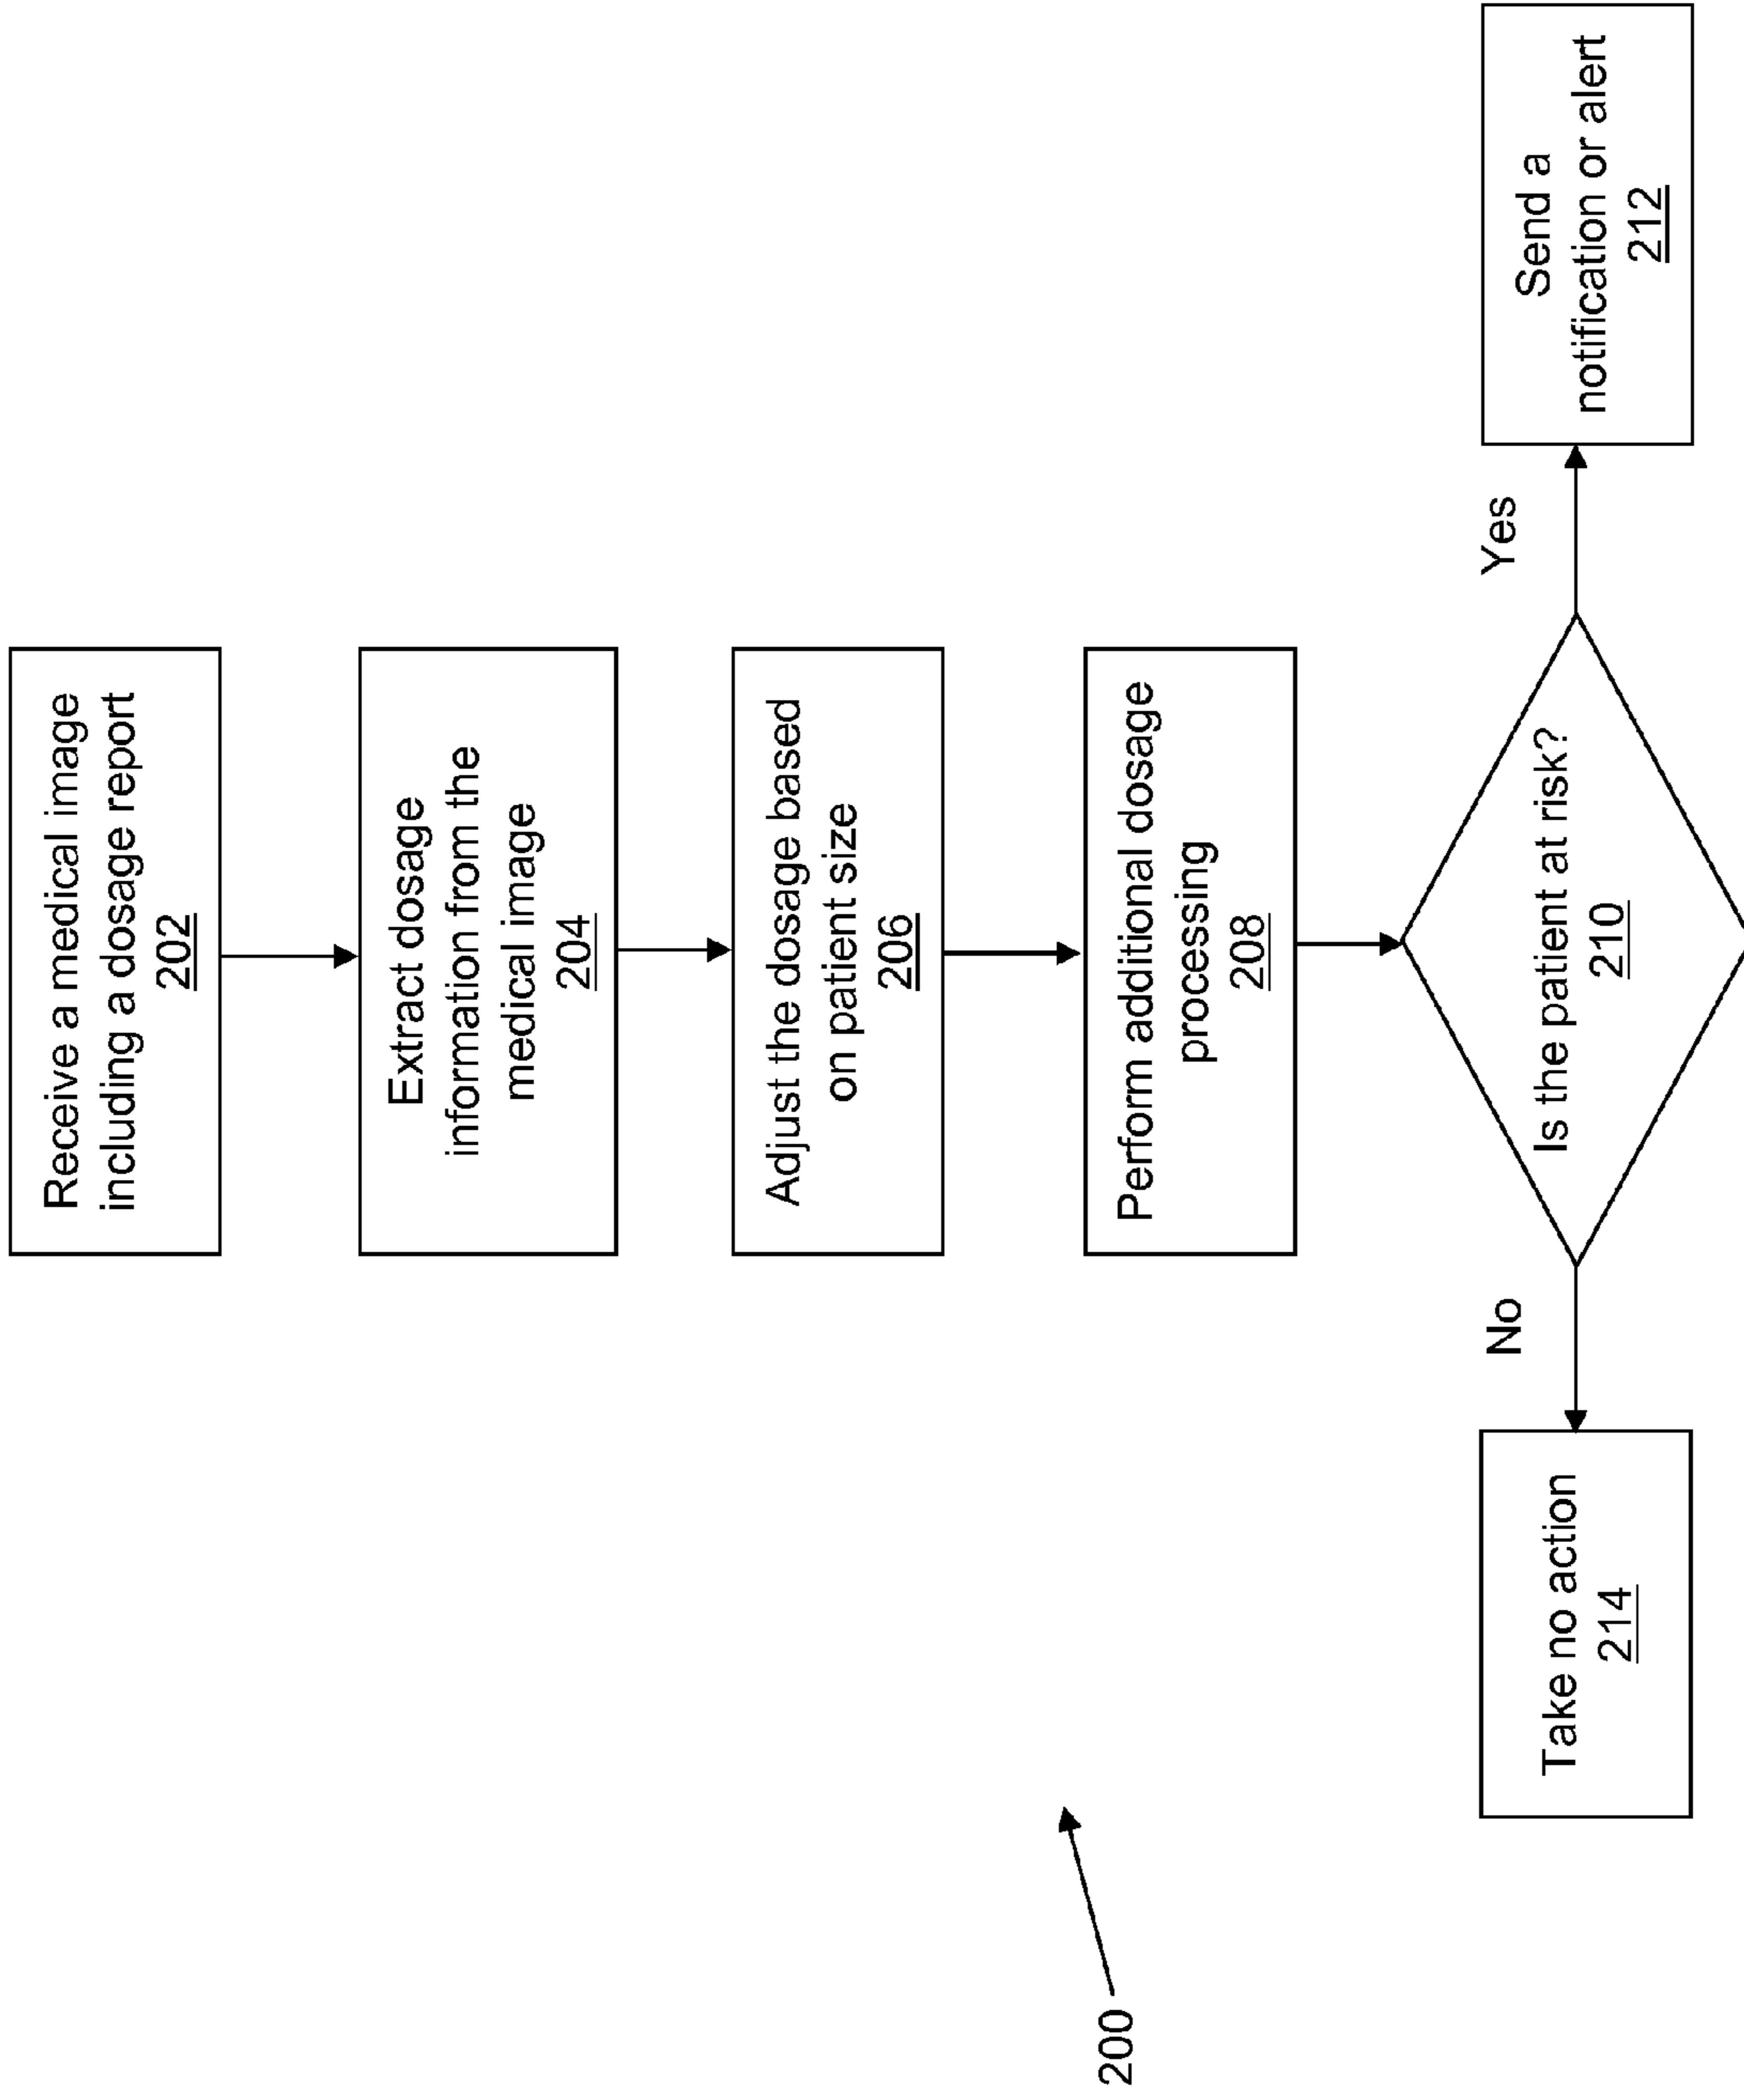 Receive a medical image
including a dosage report
202
Extract dosage
information from the
medical image
204
Adjust the dosage based
on patient size
206
Perform additional dosage
processing
208
Is the patient at risk?
210
No
Yes
Take no action
214
Send a
notification or alert
212
200